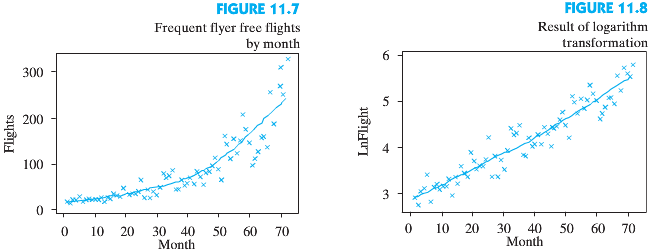 FIGURE 11.7
Frequent flyer free flights
by month
300
200
100
0
Flights
0 10 20 30 40 50 60 70
Month
FIGURE 11.8
Result of logarithm
transformation
6
5
4
3
LnFlight
0 10 20 30 40 50 60 70
Month